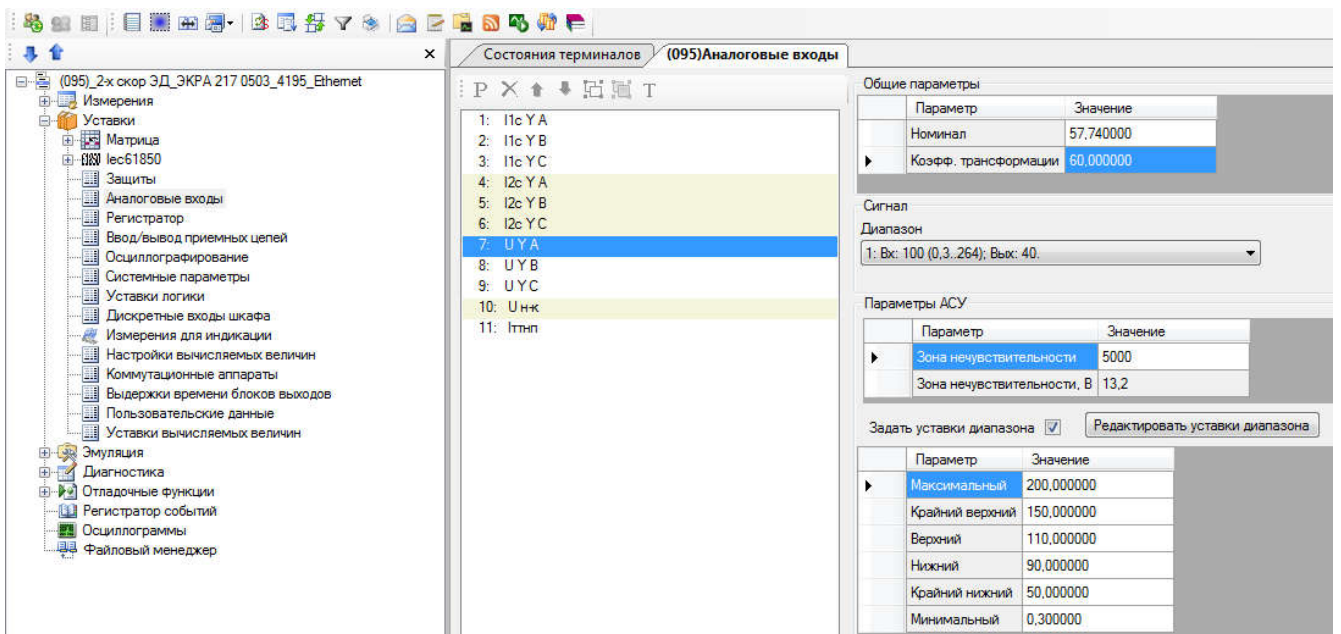 Состояния терминалов
(095)Аналоговые входы
(095)_2-х скор ЭД_ЭКРА 217 0503_4195_Ethernet
Измерения
Уставки
Матрица
Iec61850
Защиты
Аналоговые входы
Регистратор
Ввод/вывод приемных цепей
Осциллографирование
Системные параметры
Уставки логики
Дискретные входы шкафа
Измерения для индикации
Настройки вычисляемых величин
Коммутационные аппараты
Выдержки времени блоков выходов
Пользовательские данные
Уставки вычисляемых величин
Эмуляция
Диагностика
Отладочные функции
Регистратор событий
Осциллограммы
Файловый менеджер
1: I1с Y A
2: I1с Y B
3: I1с Y C
4: I2с Y A
5: I2с Y B
6: I2с Y C
7: U Y A
8: U Y B
9: U Y C
10: U н-к
11: Iттнп
Общие параметры
Параметр Значение
Номинал 57,740000
Коэфф. трансформации 60,000000
Сигнал
Диапазон
1: Вх: 100 (0,3..264); Вых: 40.
Параметры АСУ
Параметр Значение
Зона нечувствительности 5000
Зона нечувствительности, В 13,2
Задать уставки диапазона Редактировать уставки диапазона
Параметр Значение
Максимальный 200,000000
Крайний верхний 150,000000
Верхний 110,000000
Нижний 90,000000
Крайний нижний 50,000000
Минимальный 0,300000